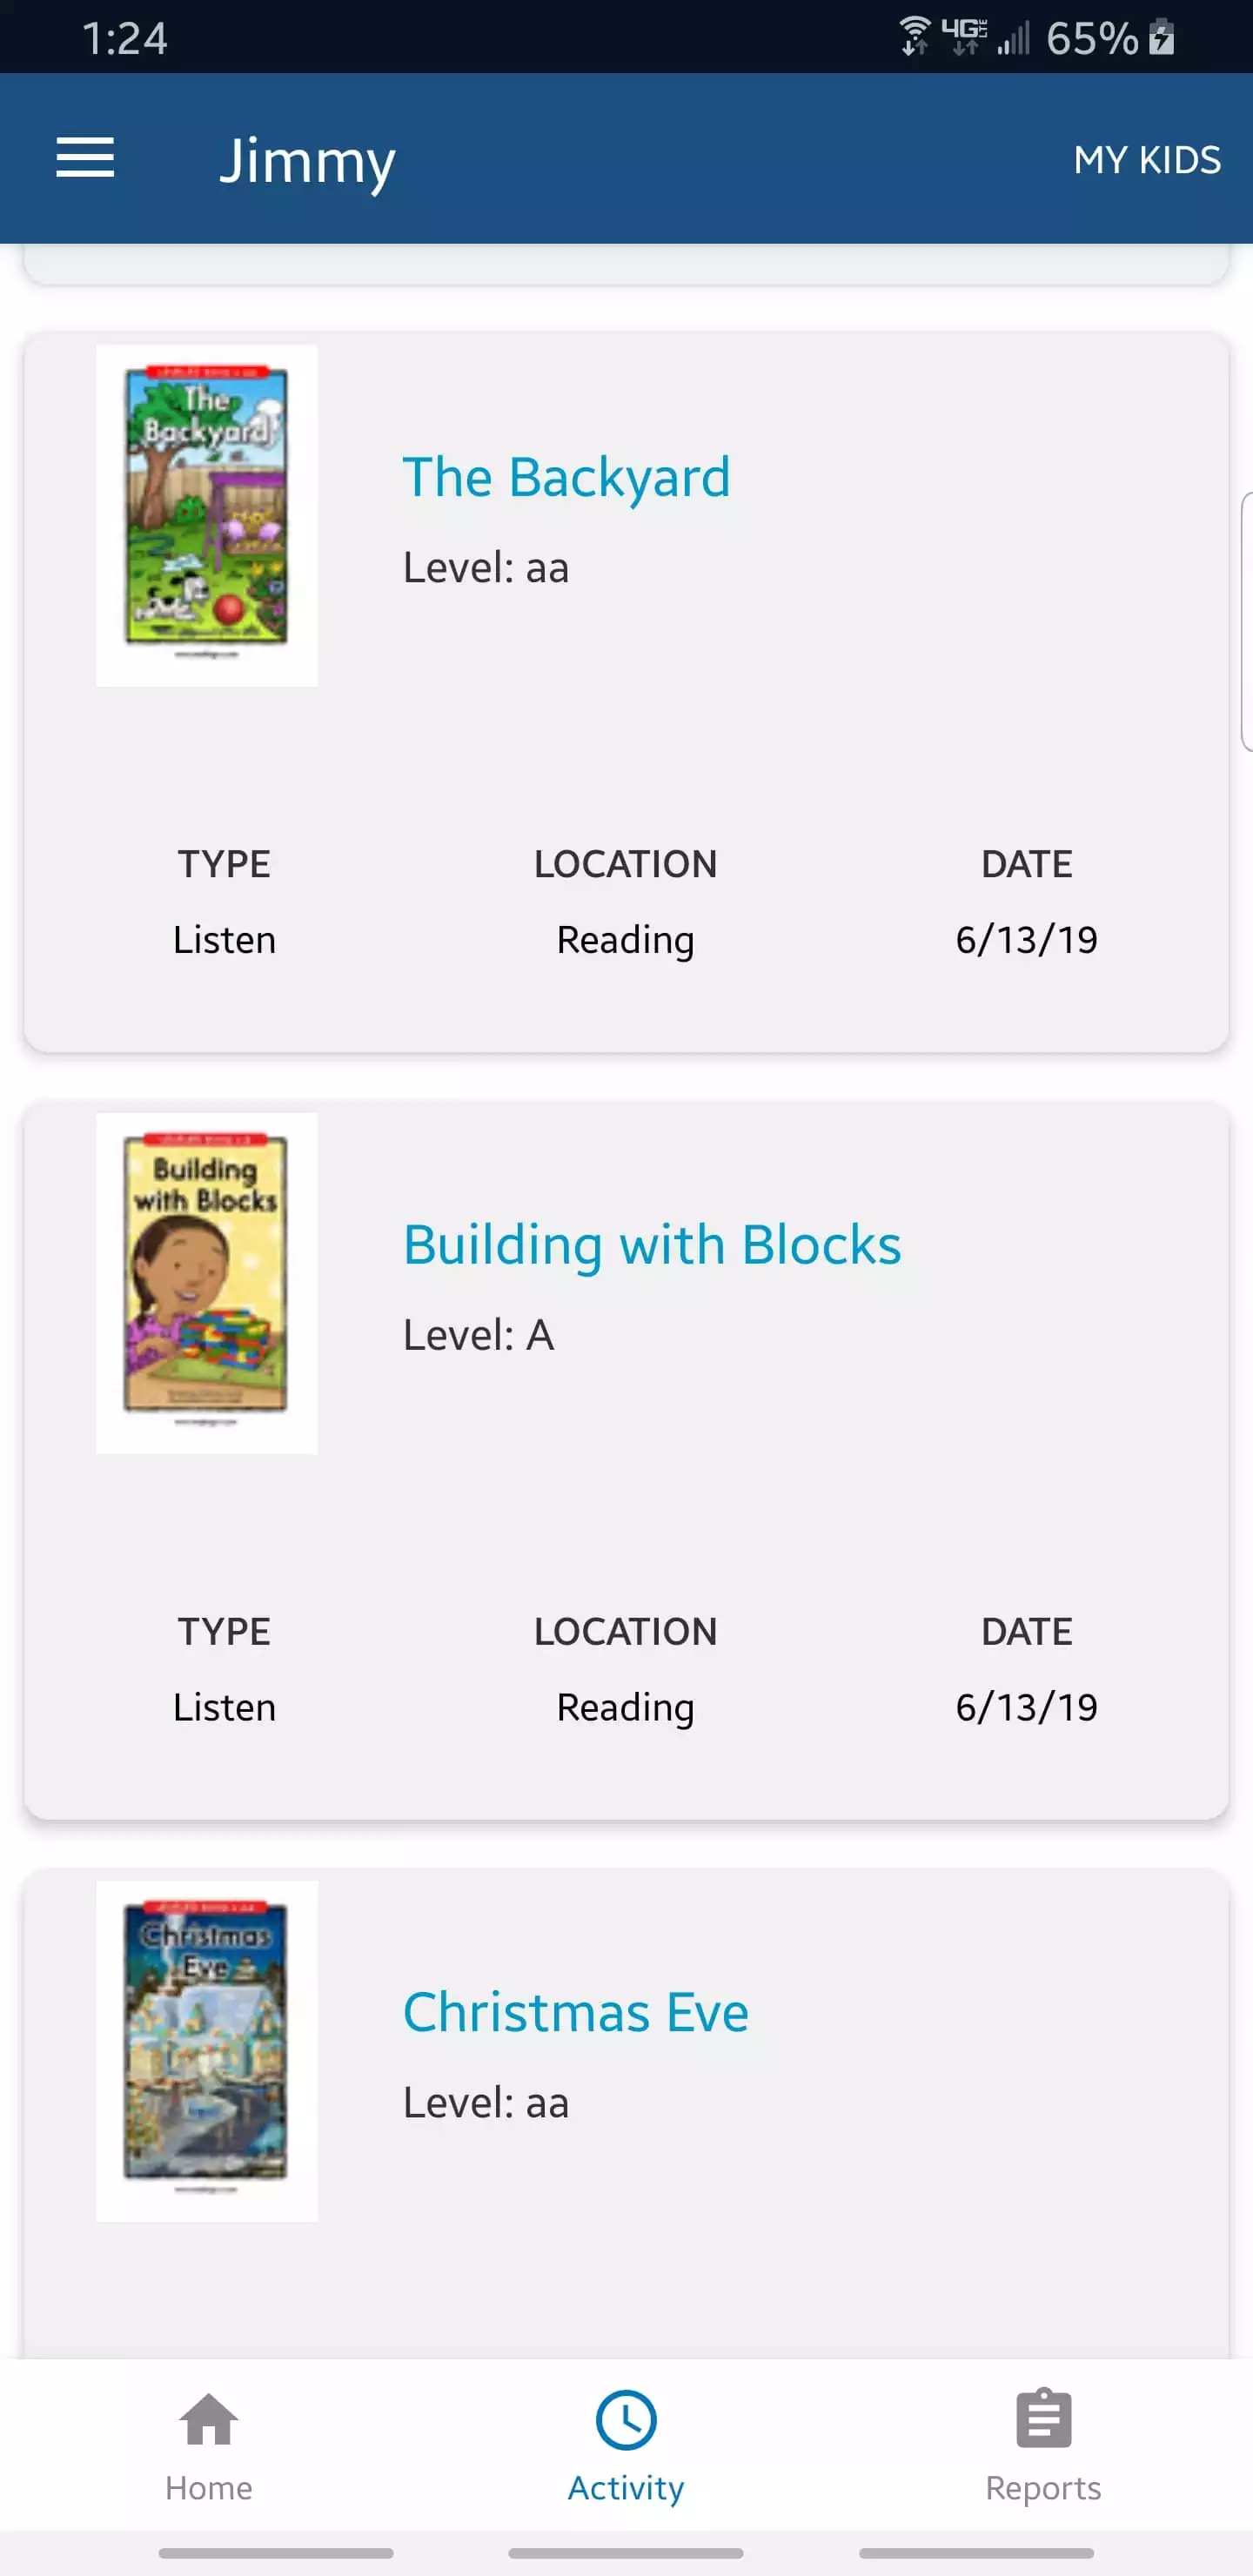 1:24
4G LTE 65%
Jimmy
MY KIDS
The
Backyard
The Backyard
Level: aa
TYPE LOCATION DATE
Listen Reading 6/13/19
Building
with Blocks
Building with Blocks
Level: A
TYPE LOCATION DATE
Listen Reading 6/13/19
Christmas
Eve
Christmas Eve
Level: aa
Home Activity Reports